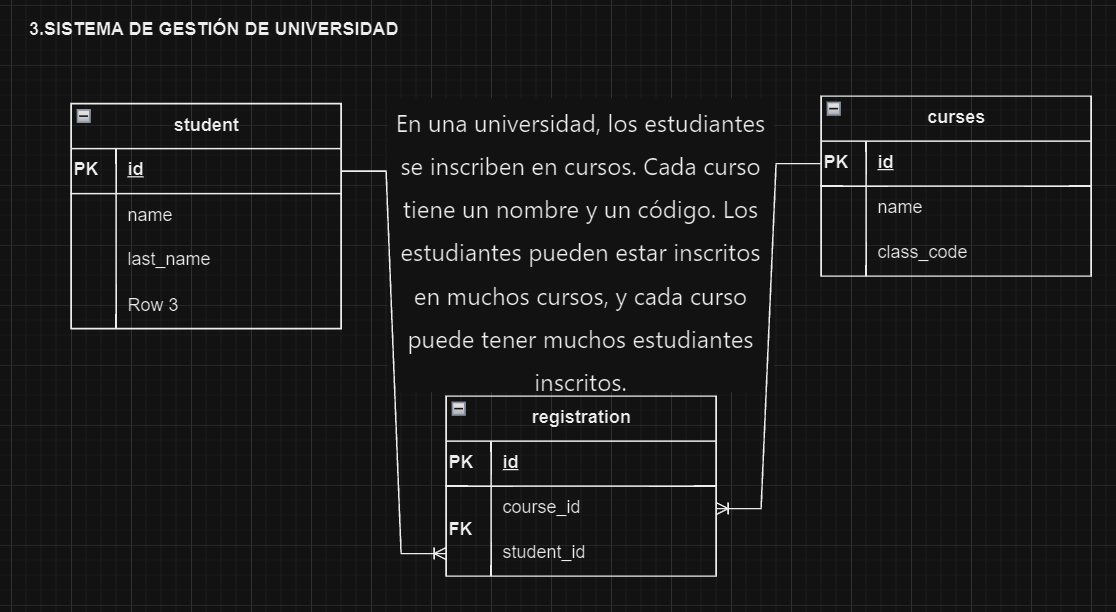 3.SISTEMA DE GESTIÓN DE UNIVERSIDAD
student
PK id
name
last_name
Row 3
En una universidad, los estudiantes
se inscriben en cursos. Cada curso
tiene un nombre y un código. Los
estudiantes pueden estar inscritos
en muchos cursos, y cada curso
puede tener muchos estudiantes
inscritos.
curses
PK id
name
class_code
registration
PK id
course_id
FK
student_id